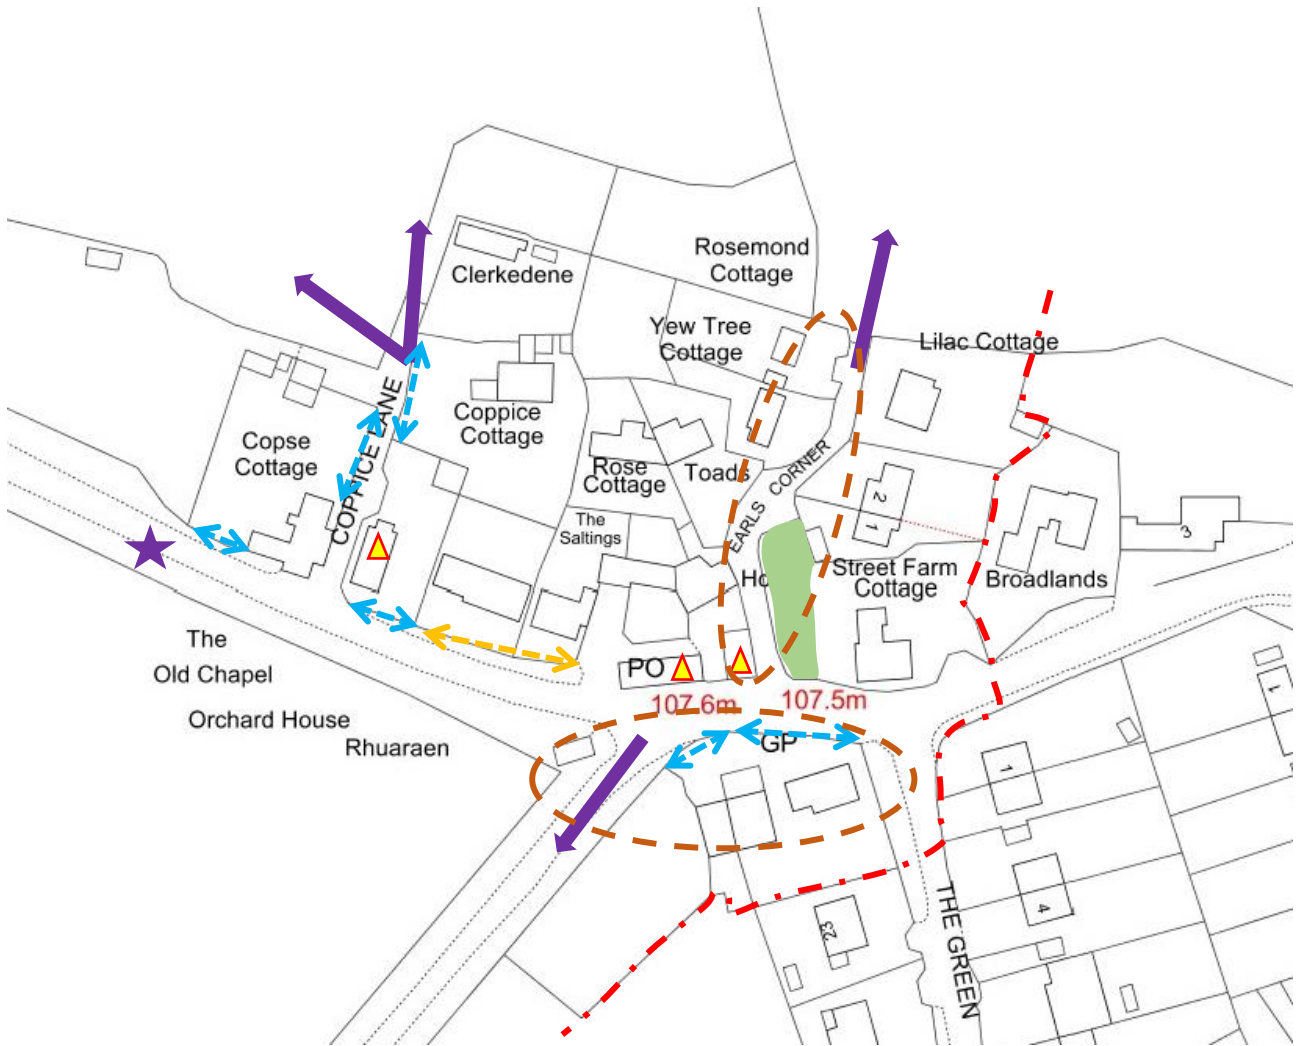 Rosemond
Cottage
Clerkedene
Yew Tree
Cottage
Lilac Cottage
COPPICE LANE
Coppice
Cottage
Copse
Cottage
Rose
Cottage
Toads
EARLS CORNER
The
Saltings
2
1
3
Ho
Street Farm
Cottage
Broadlands
The
Old Chapel
Orchard House
Rhuaraen
PO
107.6m
107.5m
GP
1
1
4
23
THE GREEN